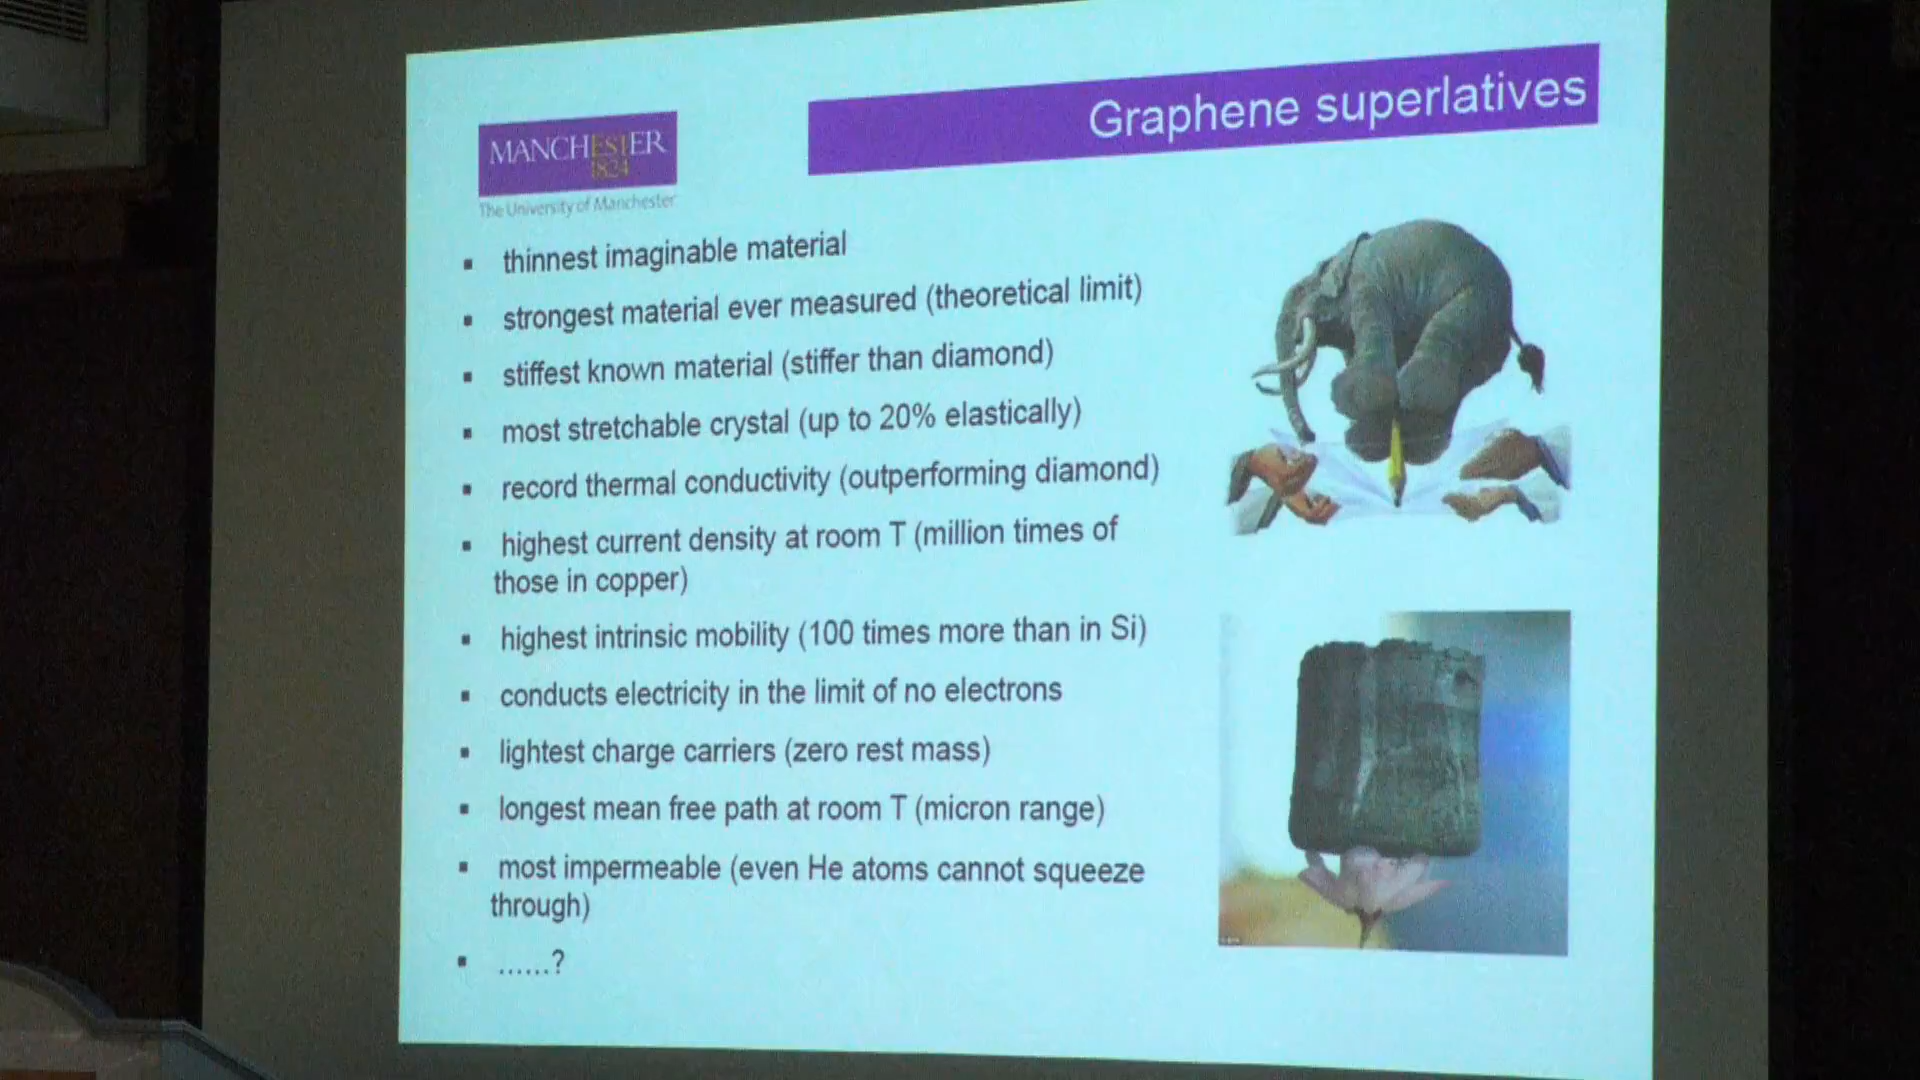 Graphene superlatives
MANCHESTER
1824
The University of Manchester
▪ thinnest imaginable material
▪ strongest material ever measured (theoretical limit)
▪ stiffest known material (stiffer than diamond)
▪ most stretchable crystal (up to 20% elastically)
▪ record thermal conductivity (outperforming diamond)
▪ highest current density at room T (million times of
those in copper)
▪ highest intrinsic mobility (100 times more than in Si)
▪ conducts electricity in the limit of no electrons
▪ lightest charge carriers (zero rest mass)
▪ longest mean free path at room T (micron range)
▪ most impermeable (even He atoms cannot squeeze
through)
▪ ......?